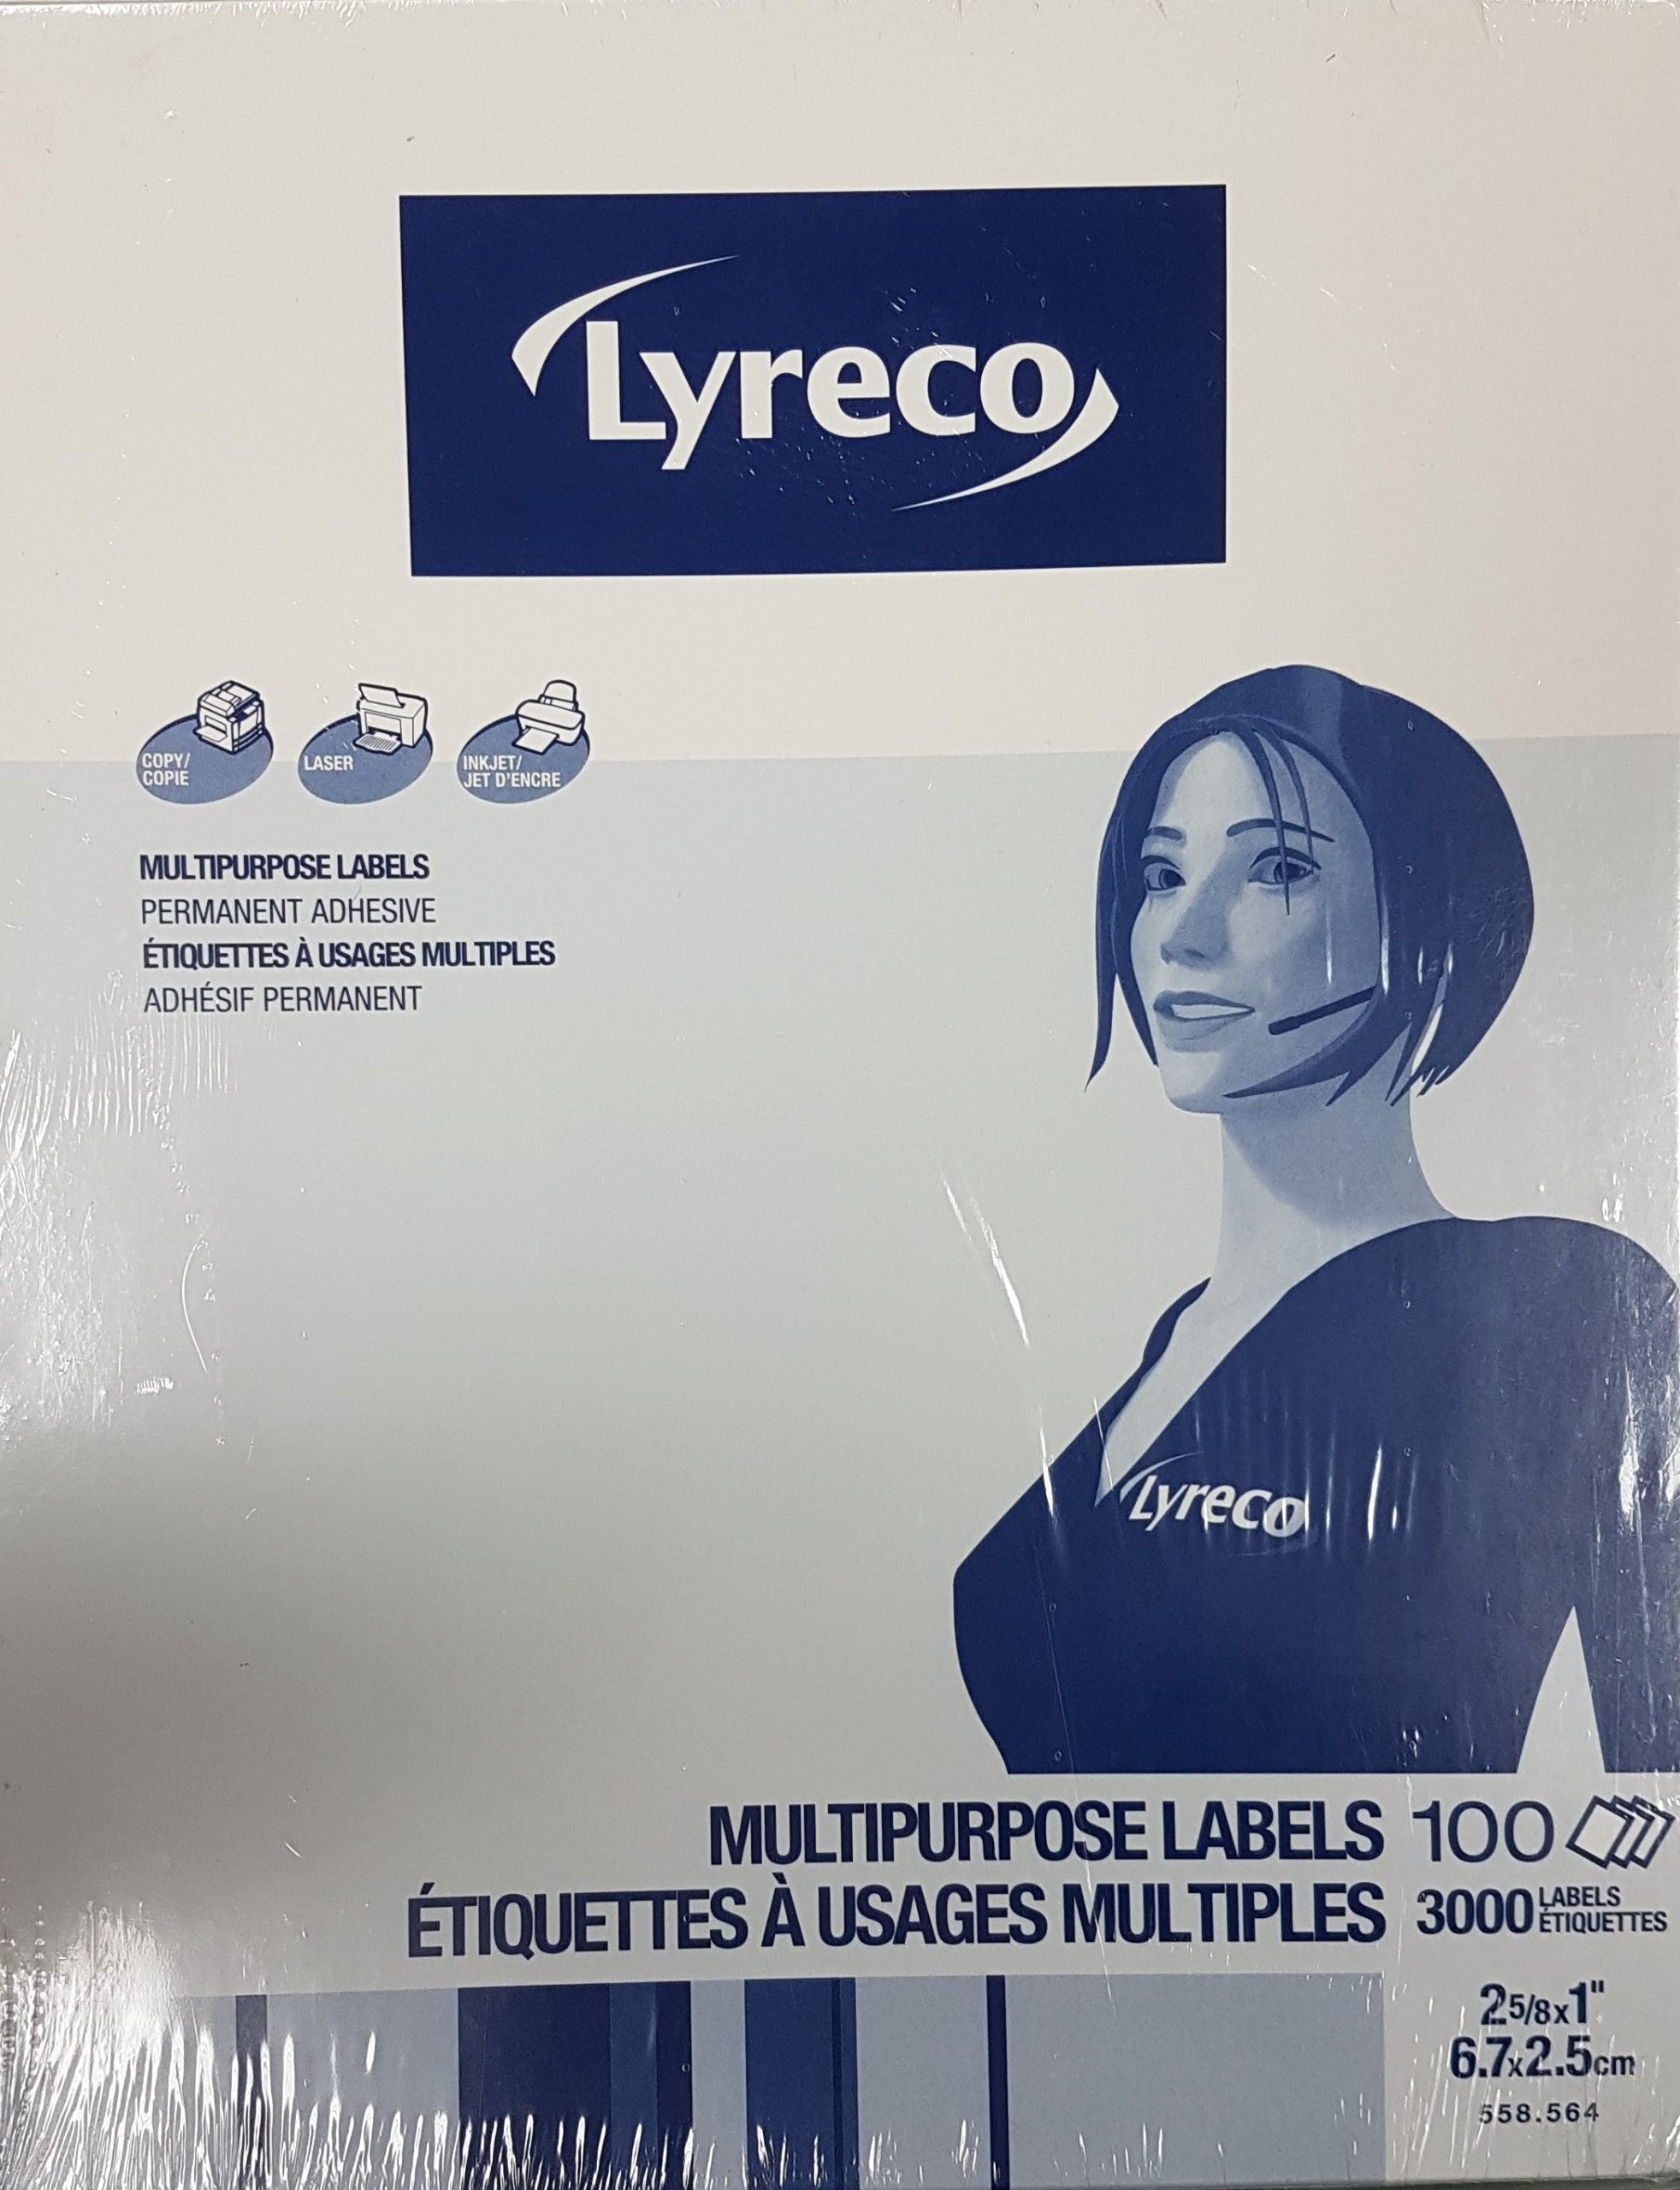 Lyreco
COPY/
COPIE
LASER
INKJET/
JET D'ENCRE
MULTIPURPOSE LABELS
PERMANENT ADHESIVE
ÉTIQUETTES À USAGES MULTIPLES
ADHÉSIF PERMANENT
Lyreco
MULTIPURPOSE LABELS 100
ÉTIQUETTES À USAGES MULTIPLES 3000 LABELS
ÉTIQUETTES
2 5/8 x 1"
6.7 x 2.5 cm
558.564